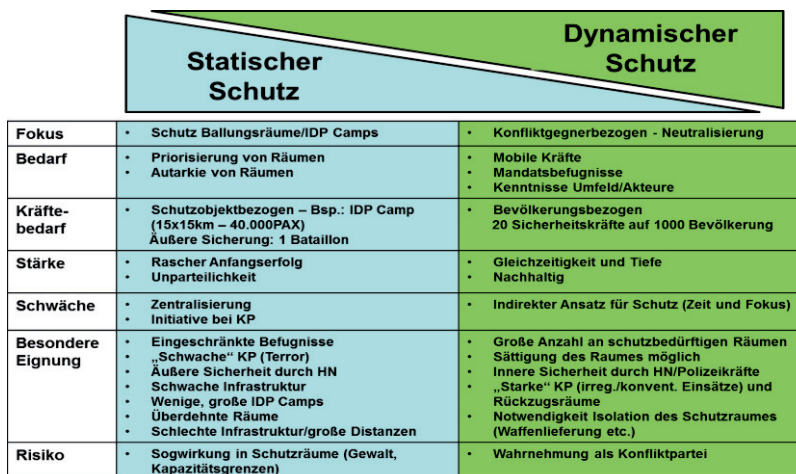 Statischer
Schutz
Dynamischer
Schutz
Fokus
• Schutz Ballungsräume/IDP Camps
• Konfliktgegnerbezogen - Neutralisierung
Bedarf
• Priorisierung von Räumen
• Autarkie von Räumen
• Mobile Kräfte
• Mandatsbefugnisse
• Kenntnisse Umfeld/Akteure
Kräfte-
bedarf
• Schutzobjektbezogen – Bsp.: IDP Camp
(15x15km – 40.000PAX)
Äußere Sicherung: 1 Bataillon
• Bevölkerungsbezogen
20 Sicherheitskräfte auf 1000 Bevölkerung
Stärke
• Rascher Anfangserfolg
• Unparteilichkeit
• Gleichzeitigkeit und Tiefe
• Nachhaltig
Schwäche
• Zentralisierung
• Initiative bei KP
• Indirekter Ansatz für Schutz (Zeit und Fokus)
Besondere
Eignung
• Eingeschränkte Befugnisse
• „Schwache“ KP (Terror)
• Äußere Sicherheit durch HN
• Schwache Infrastruktur
• Wenige, große IDP Camps
• Überdehnte Räume
• Schlechte Infrastruktur/große Distanzen
• Große Anzahl an schutzbedürftigen Räumen
• Sättigung des Raumes möglich
• Innere Sicherheit durch HN/Polizeikräfte
• „Starke“ KP (irreg./konvent. Einsätze) und
Rückzugsräume
• Notwendigkeit Isolation des Schutzraumes
(Waffenlieferung etc.)
Risiko
• Sogwirkung in Schutzräume (Gewalt,
Kapazitätsgrenzen)
• Wahrnehmung als Konfliktpartei